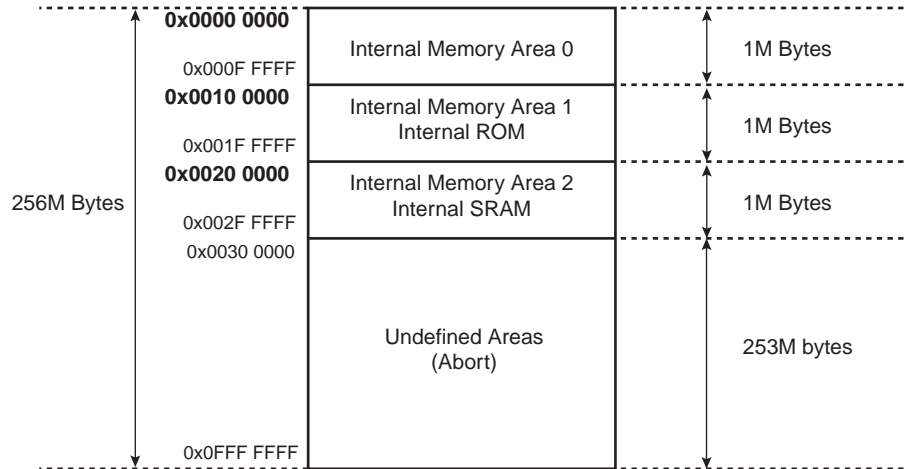 0x0000 0000
Internal Memory Area 0
1M Bytes
0x000F FFFF
0x0010 0000
Internal Memory Area 1
Internal ROM
1M Bytes
0x001F FFFF
0x0020 0000
Internal Memory Area 2
Internal SRAM
1M Bytes
256M Bytes
0x002F FFFF
0x0030 0000
Undefined Areas
(Abort)
253M bytes
0x0FFF FFFF